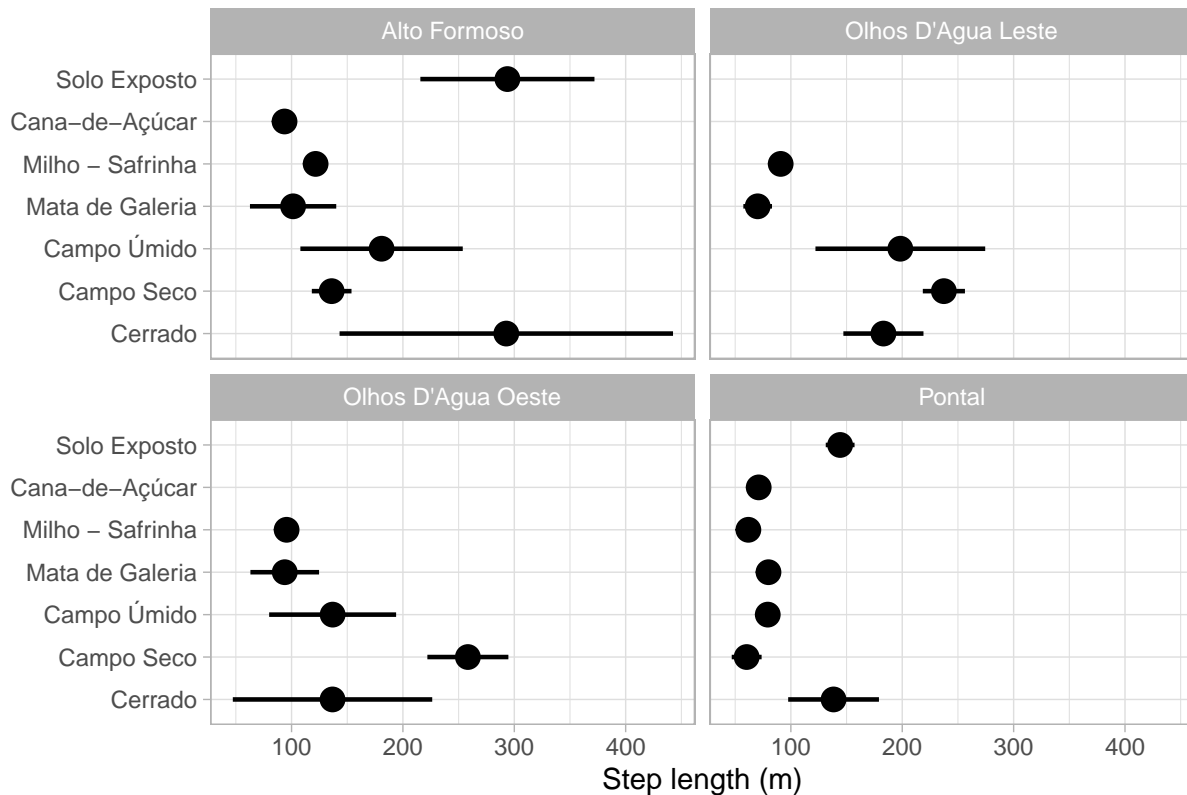 Alto Formoso
Olhos D'Agua Leste
Solo Exposto
Cana−de−Açúcar
Milho − Safrinha
Mata de Galeria
Campo Úmido
Campo Seco
Cerrado
Olhos D'Agua Oeste
Pontal
Solo Exposto
Cana−de−Açúcar
Milho − Safrinha
Mata de Galeria
Campo Úmido
Campo Seco
Cerrado
100 200 300 400
100 200 300 400
Step length (m)